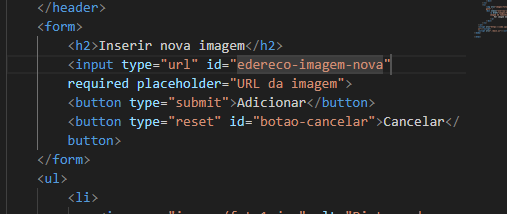 </header>
<form>
<h2>Inserir nova imagem</h2>
<input type="url" id="edereco-imagem-nova"
required placeholder="URL da imagem">
<button type="submit">Adicionar</button>
<button type="reset" id="botao-cancelar">Cancelar</
button>
</form>
<ul>
<li>